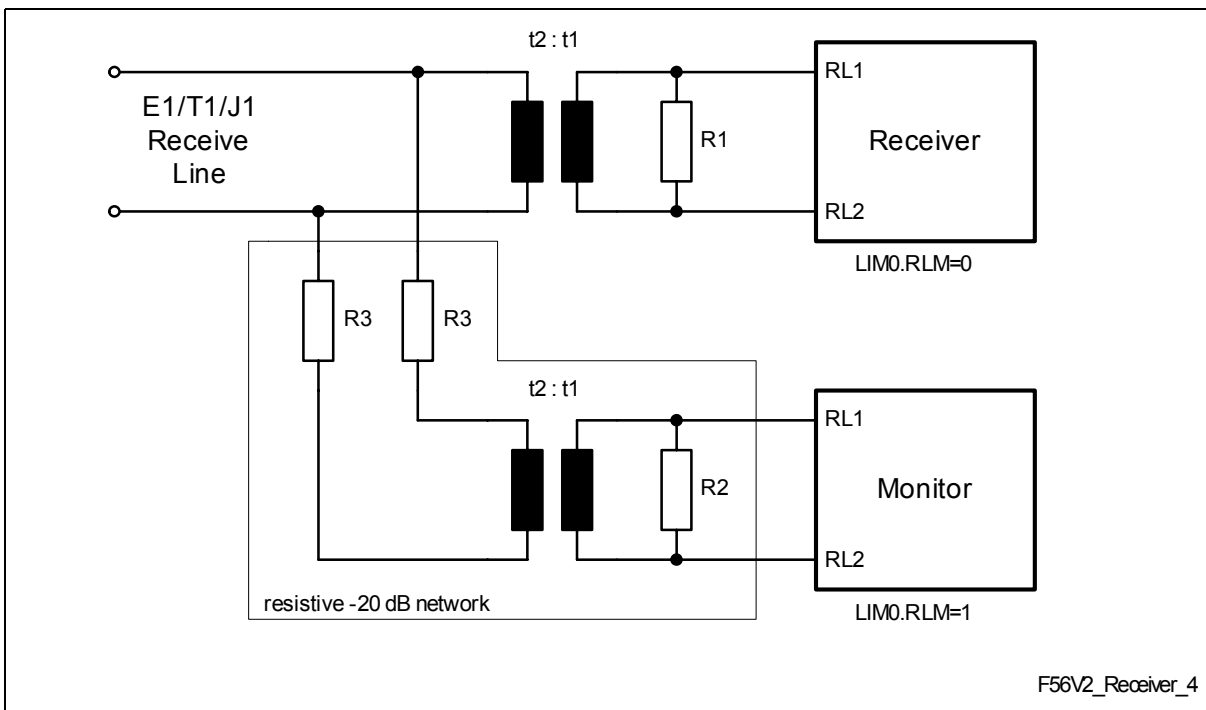 t2 : t1
E1/T1/J1
Receive
Line
RL1
R1
Receiver
RL2
LIM0.RLM=0
R3
R3
t2 : t1
RL1
R2
Monitor
RL2
resistive -20 dB network
LIM0.RLM=1
F56V2_Receiver_4